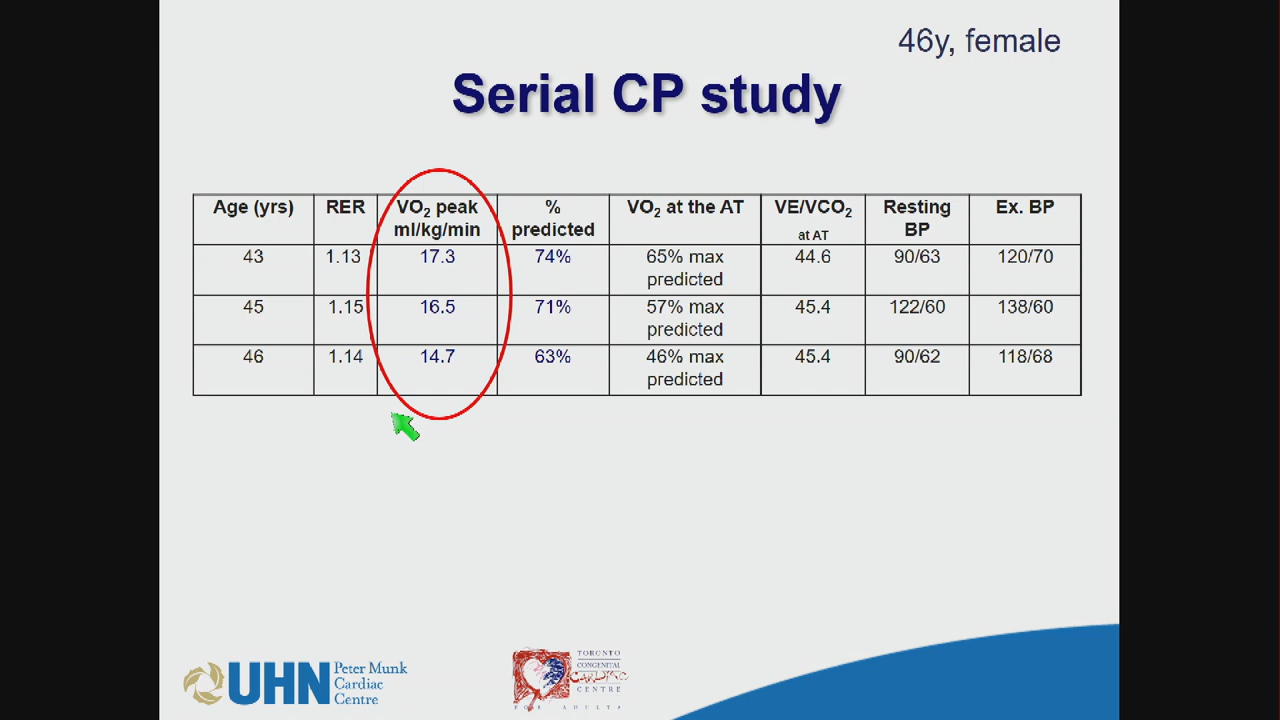 46y, female
Serial CP study
Age (yrs) RER VO2 peak % VO2 at the AT VE/VCO2 Resting Ex. BP
ml/kg/min predicted at AT BP
43 1.13 17.3 74% 65% max 44.6 90/63 120/70
predicted
45 1.15 16.5 71% 57% max 45.4 122/60 138/60
predicted
46 1.14 14.7 63% 46% max 45.4 90/62 118/68
predicted
UHN Peter Munk
Cardiac
Centre
TORONTO
CONGENITAL
CARDIAC
CENTRE
FOR ADULTS